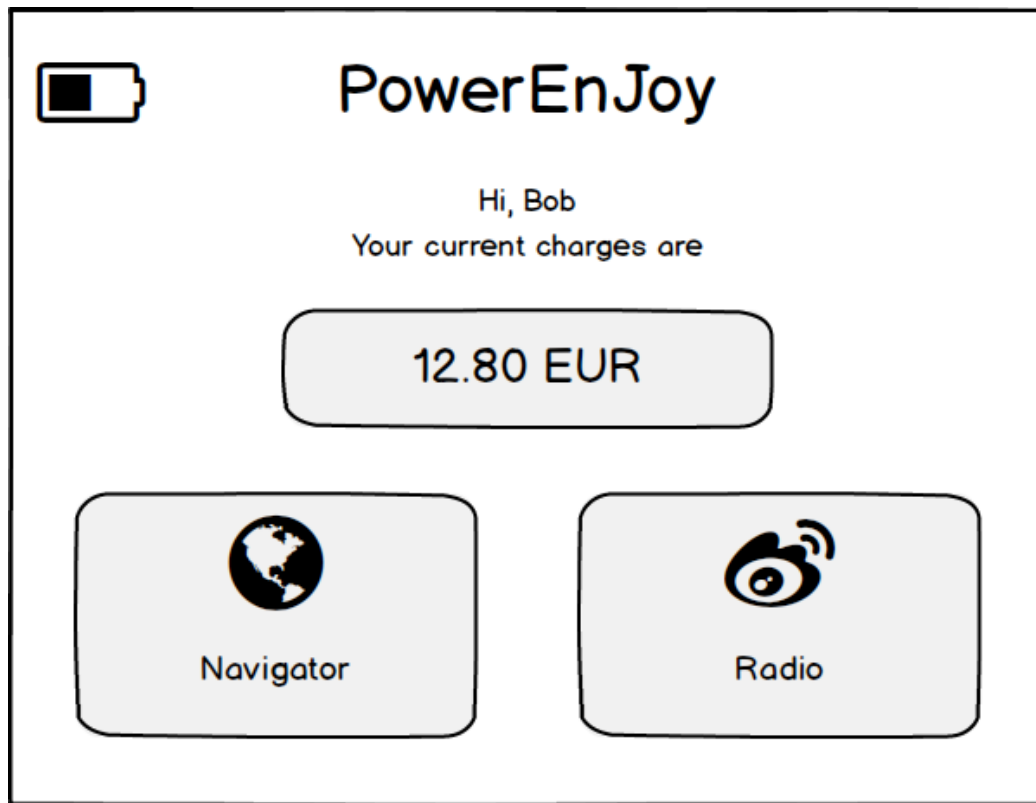 PowerEnJoy
Hi, Bob
Your current charges are
12.80 EUR
Navigator
Radio